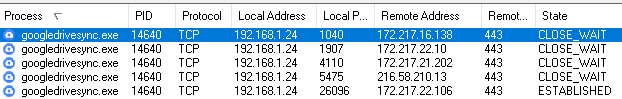 Process PID Protocol Local Address Local P... Remote Address Remot... State
googledrivesync.exe 14640 TCP 192.168.1.24 1040 172.217.16.138 443 CLOSE_WAIT
googledrivesync.exe 14640 TCP 192.168.1.24 1907 172.217.22.10 443 CLOSE_WAIT
googledrivesync.exe 14640 TCP 192.168.1.24 4110 172.217.21.202 443 CLOSE_WAIT
googledrivesync.exe 14640 TCP 192.168.1.24 5475 216.58.210.13 443 CLOSE_WAIT
googledrivesync.exe 14640 TCP 192.168.1.24 26096 172.217.22.106 443 ESTABLISHED